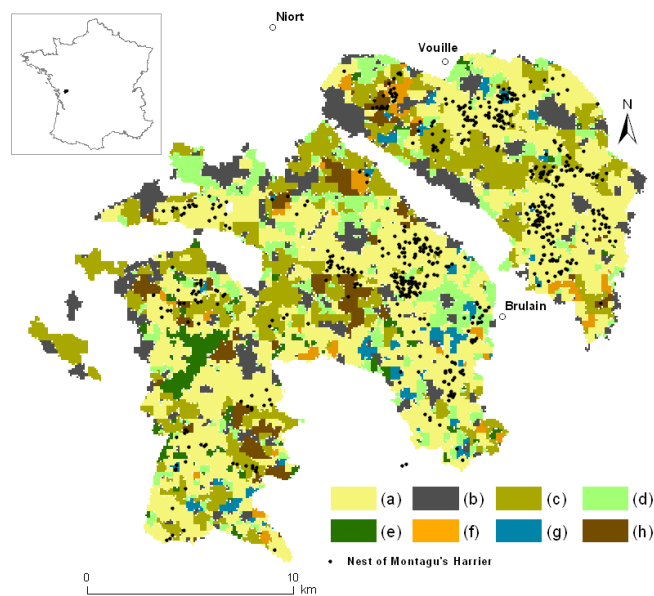 Niort
Vouille
N
Brulain
(a) (b) (c) (d)
(e) (f) (g) (h)
Nest of Montagu's Harrier
0 10
km